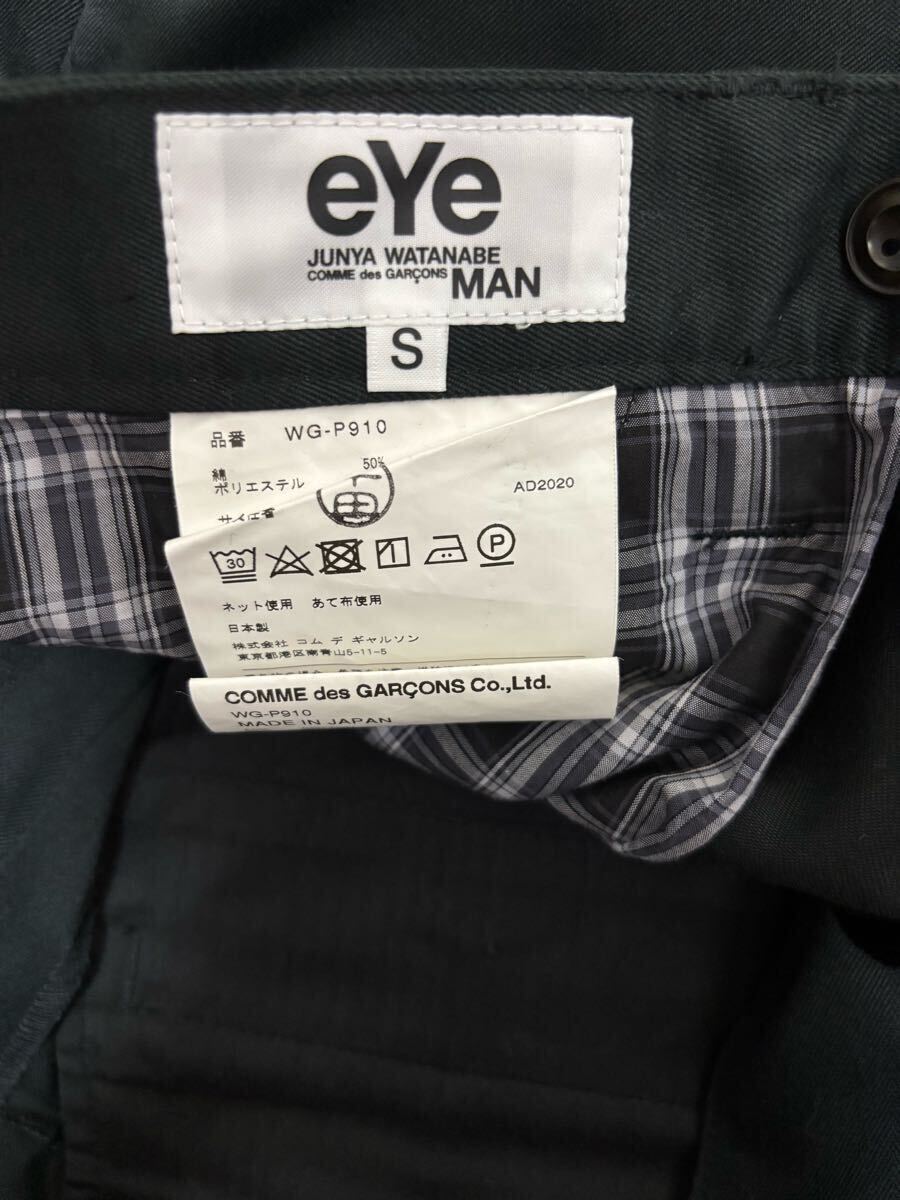 eYe
JUNYA WATANABE
COMME des GARÇONS MAN
S
品番 WG-P910
綿 50%
ポリエステル
AD2020
30
P
ネット使用 あて布使用
日本製
株式会社 コム デ ギャルソン
東京都港区南青山5-11-5
COMME des GARÇONS Co.,Ltd.
WG-P910
MADE IN JAPAN